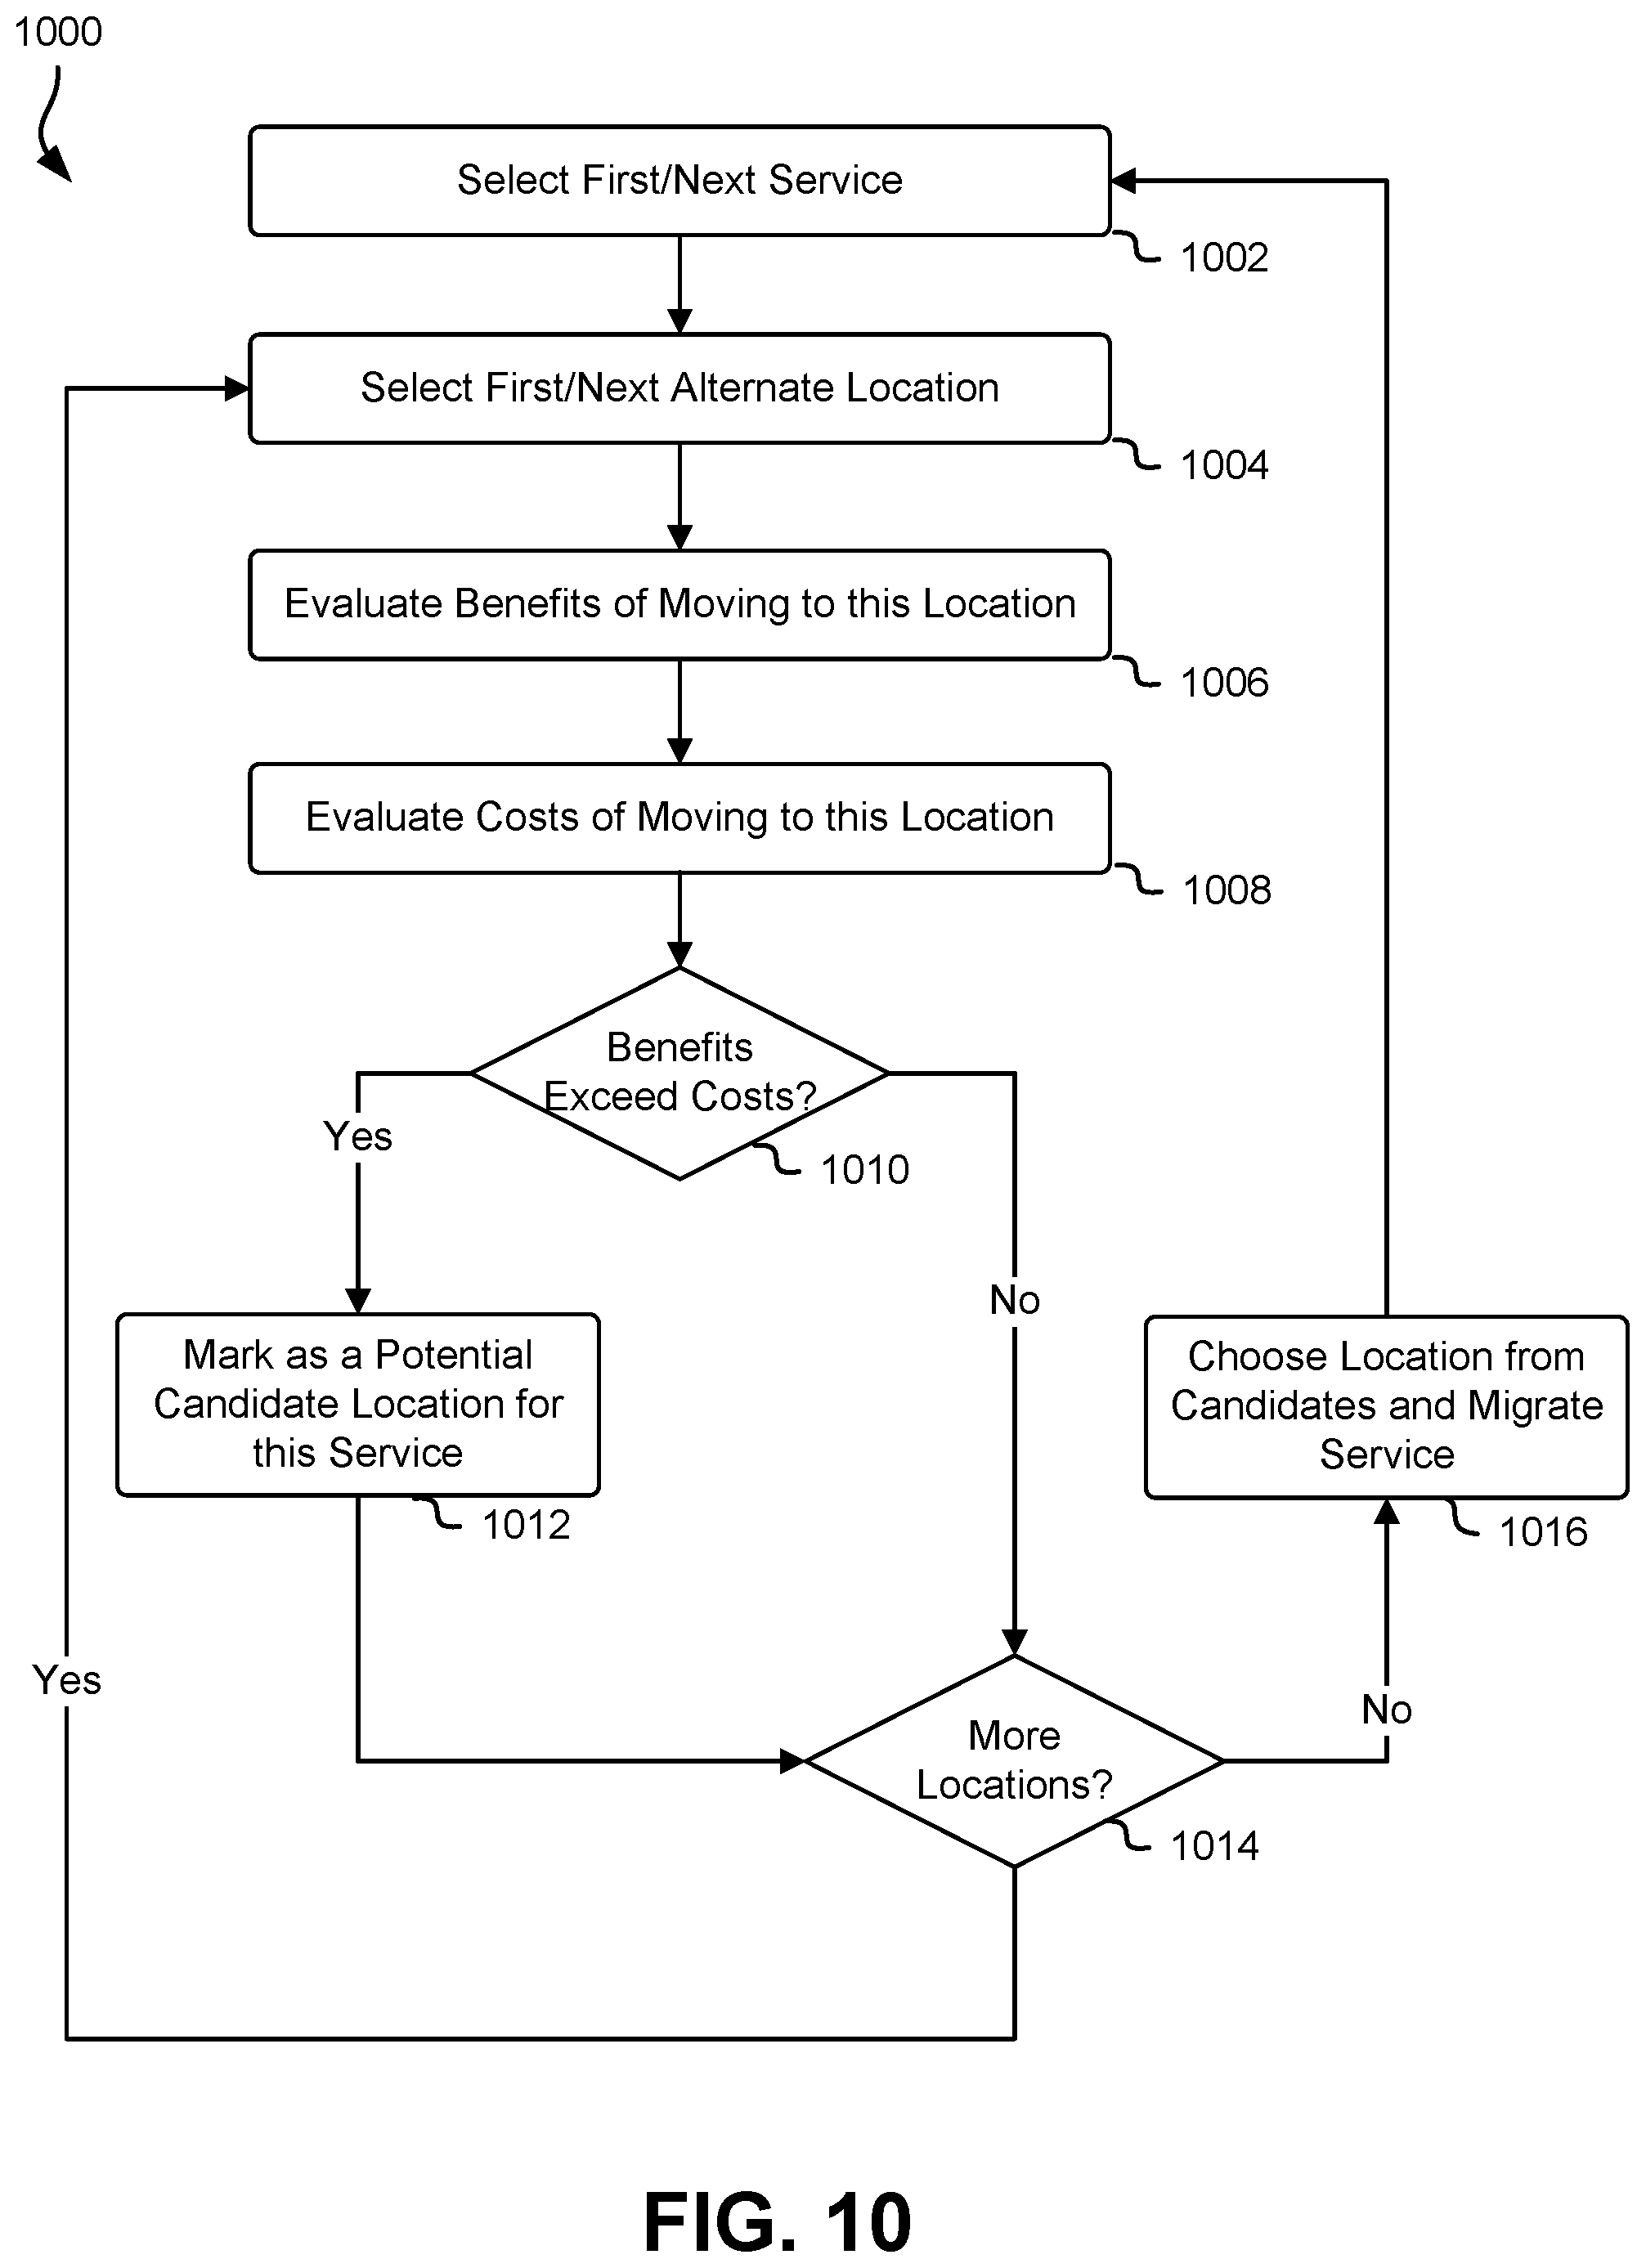 1000
Select First/Next Service
1002
Select First/Next Alternate Location
1004
Evaluate Benefits of Moving to this Location
1006
Evaluate Costs of Moving to this Location
1008
Benefits
Exceed Costs?
1010
Yes
No
Mark as a Potential
Candidate Location for
this Service
1012
Choose Location from
Candidates and Migrate
Service
1016
Yes
No
More
Locations?
1014
FIG. 10